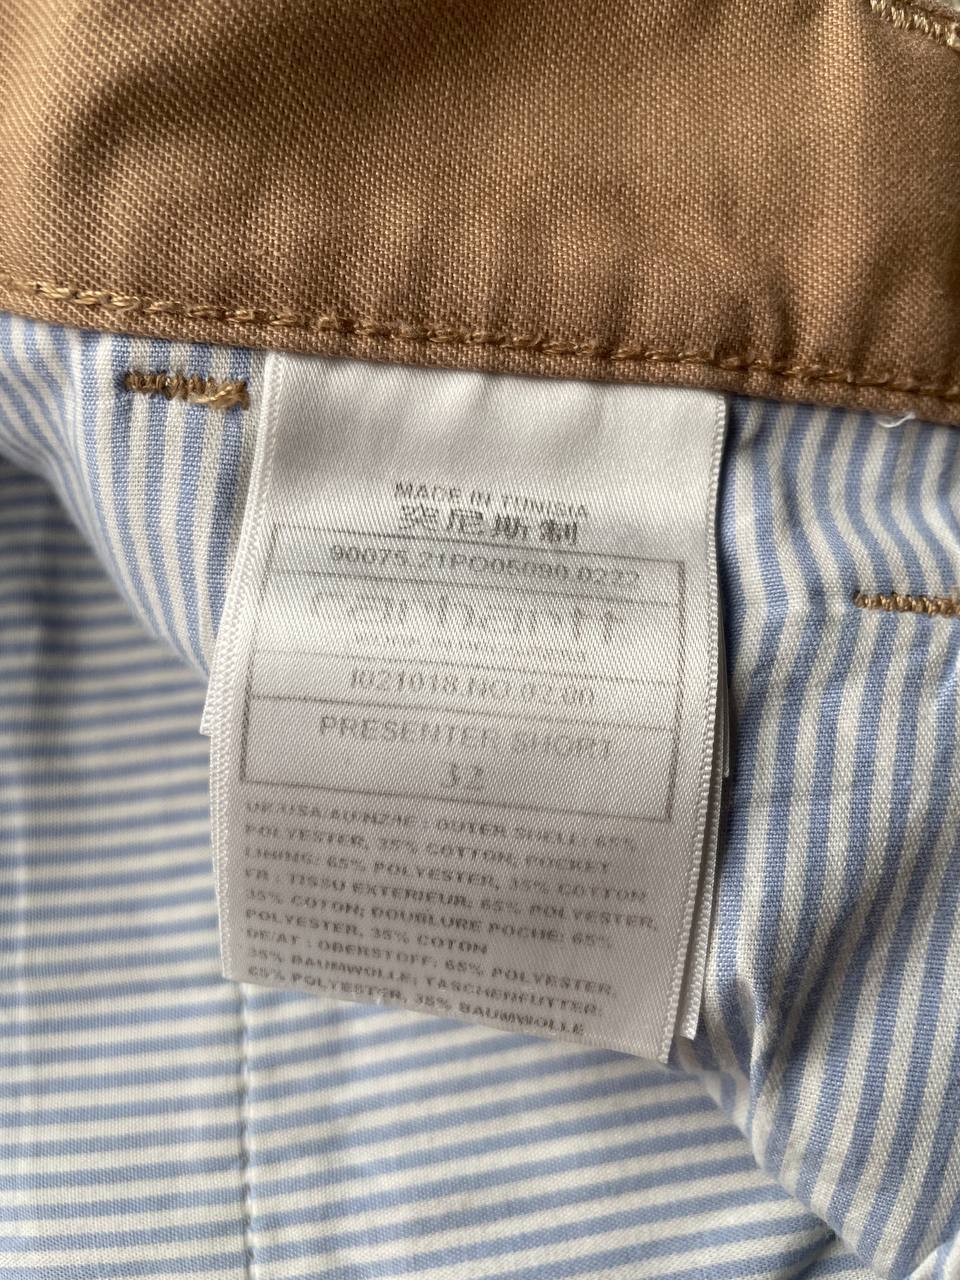 MADE IN TUNISIA
突尼斯制
90075.21PO05090.0222
carhartt
I021018.NO.02.00
PRESENTER SHORT
32
UK/USA/AU/NZ/IE : OUTER SHELL: 65%
POLYESTER, 35% COTTON, POCKET
LINING: 65% POLYESTER, 35% COTTON
FR : TISSU EXTERIEUR, 65% POLYESTER,
35% COTON; DOUBLURE POCHE: 65%
POLYESTER, 35% COTON
DE/AT : OBERSTOFF; 65% POLYESTER,
35% BAUMWOLLE; TASCHENFUTTER:
65% POLYESTER, 35% BAUMWOLLE